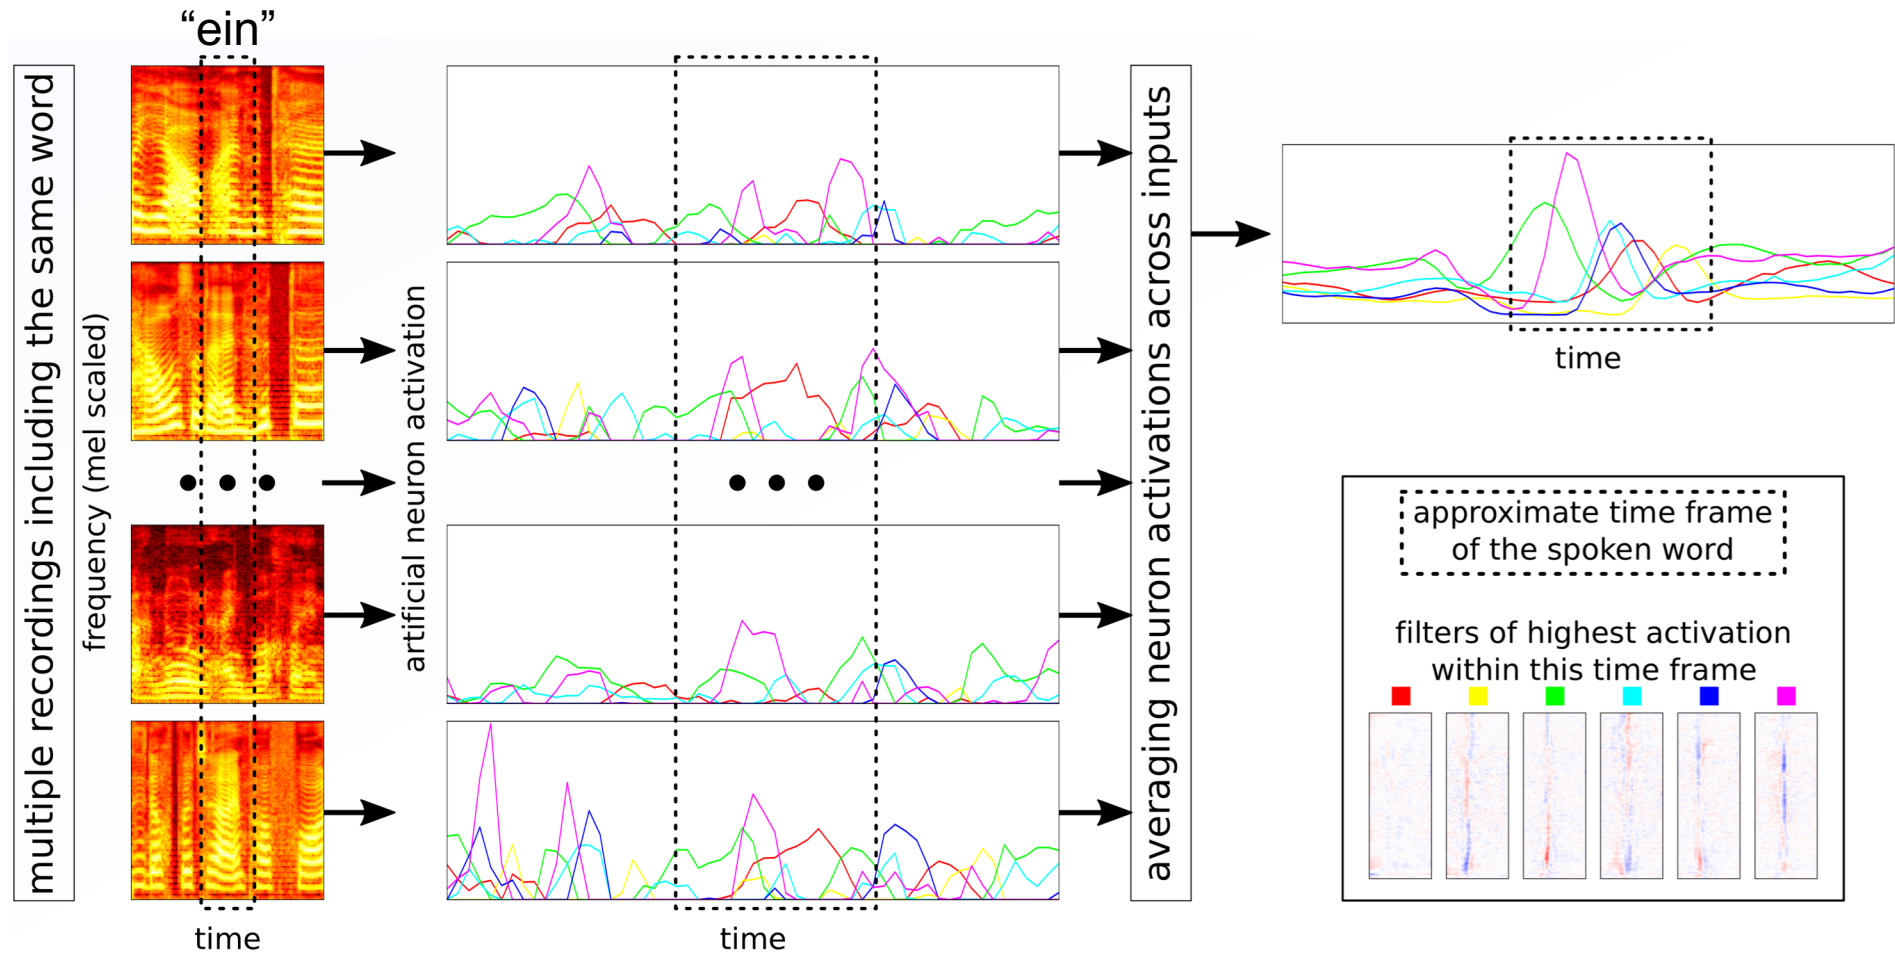 “ein”
multiple recordings including the same word
frequency (mel scaled)
time
artificial neuron activation
time
averaging neuron activations across inputs
time
approximate time frame
of the spoken word
filters of highest activation
within this time frame